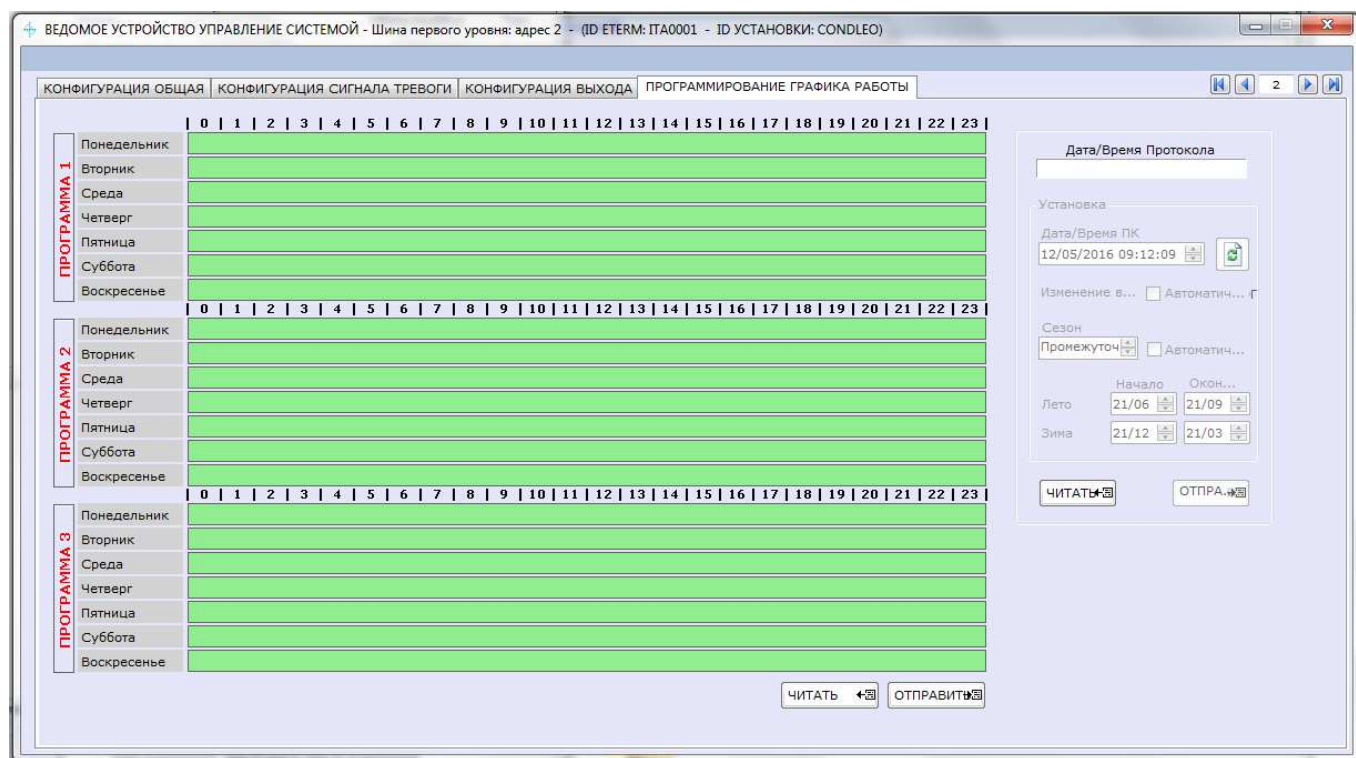 ВЕДОМОЕ УСТРОЙСТВО УПРАВЛЕНИЕ СИСТЕМОЙ - Шина первого уровня: адрес 2 - (ID ETERM: ITA0001 - ID УСТАНОВКИ: CONDLEO)
КОНФИГУРАЦИЯ ОБЩАЯ КОНФИГУРАЦИЯ СИГНАЛА ТРЕВОГИ КОНФИГУРАЦИЯ ВЫХОДА ПРОГРАММИРОВАНИЕ ГРАФИКА РАБОТЫ 2
| 0 | 1 | 2 | 3 | 4 | 5 | 6 | 7 | 8 | 9 | 10 | 11 | 12 | 13 | 14 | 15 | 16 | 17 | 18 | 19 | 20 | 21 | 22 | 23 |
ПРОГРАММА 1
Понедельник
Вторник
Среда
Четверг
Пятница
Суббота
Воскресенье
| 0 | 1 | 2 | 3 | 4 | 5 | 6 | 7 | 8 | 9 | 10 | 11 | 12 | 13 | 14 | 15 | 16 | 17 | 18 | 19 | 20 | 21 | 22 | 23 |
ПРОГРАММА 2
Понедельник
Вторник
Среда
Четверг
Пятница
Суббота
Воскресенье
| 0 | 1 | 2 | 3 | 4 | 5 | 6 | 7 | 8 | 9 | 10 | 11 | 12 | 13 | 14 | 15 | 16 | 17 | 18 | 19 | 20 | 21 | 22 | 23 |
ПРОГРАММА 3
Понедельник
Вторник
Среда
Четверг
Пятница
Суббота
Воскресенье
ЧИТАТЬ ОТПРАВИТЬ
Дата/Время Протокола
Установка
Дата/Время ПК
12/05/2016 09:12:09
Изменение в... Автоматич...
Сезон
Промежуточ Автоматич...
Начало Окон...
Лето 21/06 21/09
Зима 21/12 21/03
ЧИТАТЬ ОТПРА...